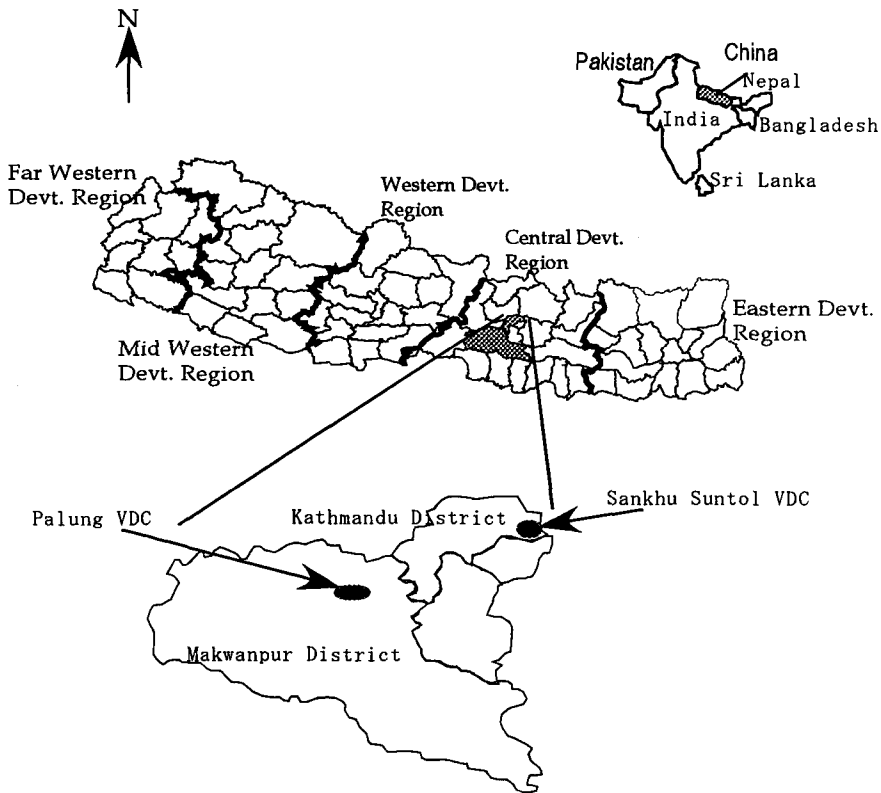 N
Pakistan
China
Nepal
India
Bangladesh
Sri Lanka
Far Western
Devt. Region
Western Devt.
Region
Central Devt.
Region
Eastern Devt.
Region
Mid Western
Devt. Region
Palung VDC
Kathmandu District
Sankhu Suntol VDC
Makwanpur District